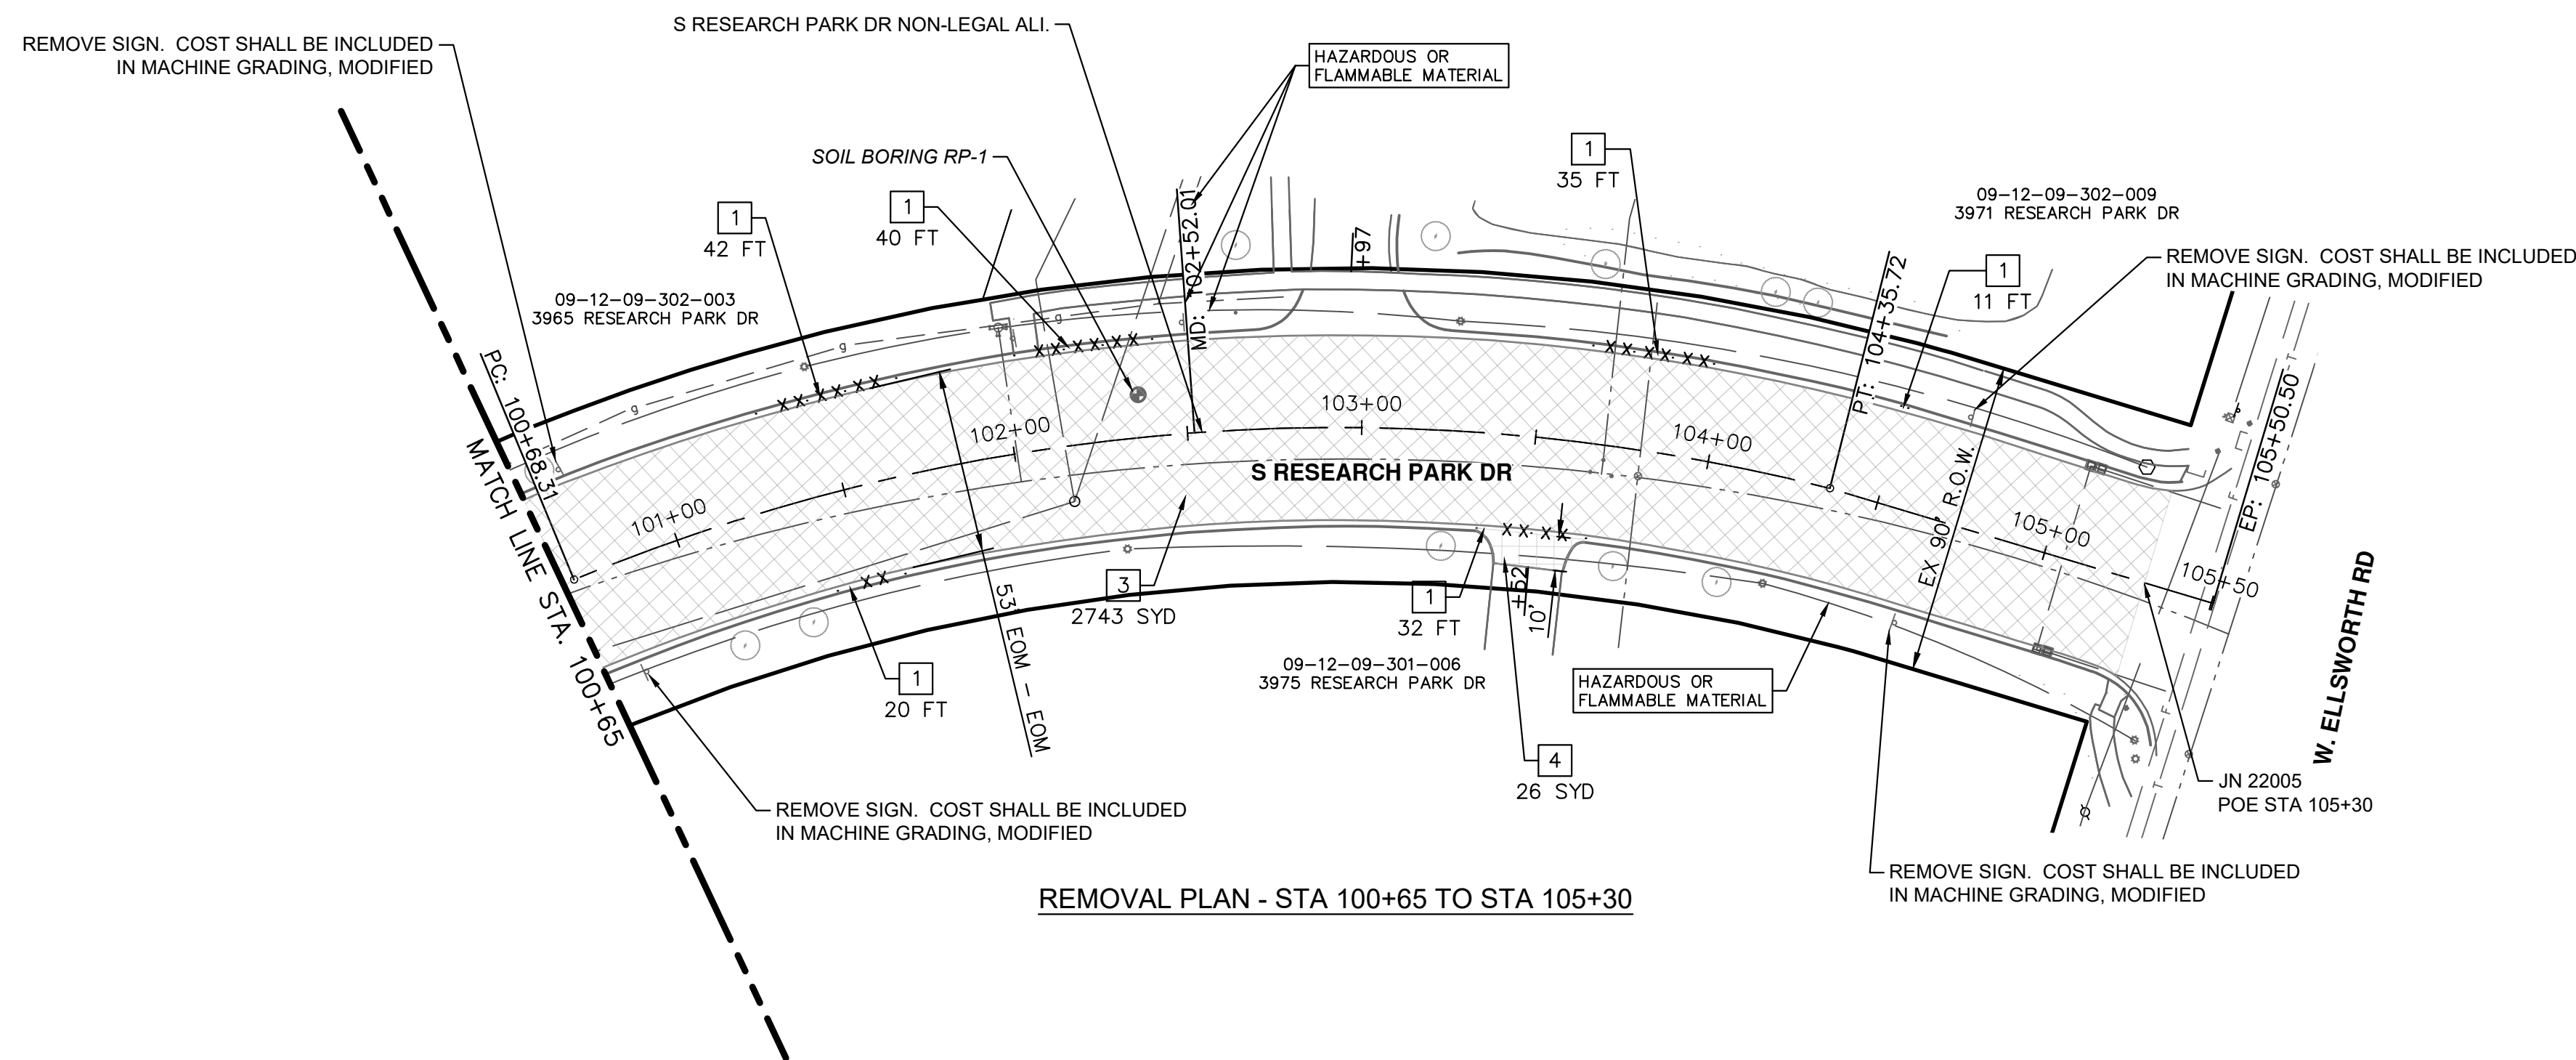 S RESEARCH PARK DR NON-LEGAL ALI.
REMOVE SIGN.  COST SHALL BE INCLUDED
IN MACHINE GRADING, MODIFIED
HAZARDOUS OR
FLAMMABLE MATERIAL
SOIL BORING RP-1
1
42 FT
1
40 FT
1
35 FT
09-12-09-302-009
3971 RESEARCH PARK DR
REMOVE SIGN.  COST SHALL BE INCLUDED
IN MACHINE GRADING, MODIFIED
1
11 FT
09-12-09-302-003
3965 RESEARCH PARK DR
MD: 102+52.01
+97
PT: 104+35.72
PC: 100+68.31
g
g
g
101+00
102+00
103+00
104+00
105+00
105+50
EP: 105+50.50
S RESEARCH PARK DR
EX 90' R.O.W.
MATCH LINE STA. 100+65
53' EOM - EOM
3
2743 SYD
1
32 FT
+52
10'
1
20 FT
09-12-09-301-006
3975 RESEARCH PARK DR
HAZARDOUS OR
FLAMMABLE MATERIAL
4
26 SYD
T
F
F
T
W. ELLSWORTH RD
JN 22005
POE STA 105+30
REMOVE SIGN.  COST SHALL BE INCLUDED
IN MACHINE GRADING, MODIFIED
REMOVE SIGN.  COST SHALL BE INCLUDED
IN MACHINE GRADING, MODIFIED
REMOVAL PLAN - STA 100+65 TO STA 105+30